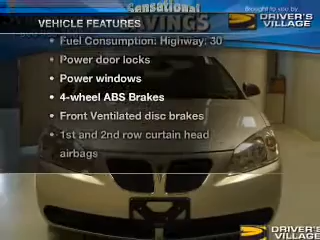 Sensational
SAVINGS
Brought to you by
DRIVER'S
VILLAGE
VEHICLE FEATURES
• Fuel Consumption: Highway: 30
• Power door locks
• Power windows
• 4-wheel ABS Brakes
• Front Ventilated disc brakes
• 1st and 2nd row curtain head
airbags
DRIVER'S
VILLAGE